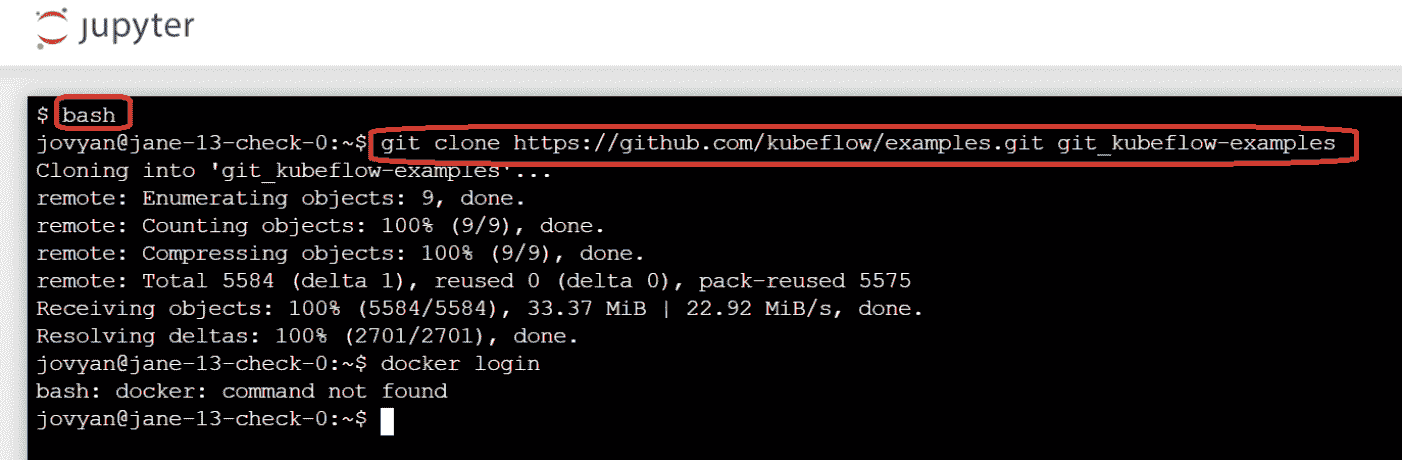 jupyter
$ bash
jovyan@jane-13-check-0:~$ git clone https://github.com/kubeflow/examples.git git_kubeflow-examples
Cloning into 'git_kubeflow-examples'...
remote: Enumerating objects: 9, done.
remote: Counting objects: 100% (9/9), done.
remote: Compressing objects: 100% (9/9), done.
remote: Total 5584 (delta 1), reused 0 (delta 0), pack-reused 5575
Receiving objects: 100% (5584/5584), 33.37 MiB | 22.92 MiB/s, done.
Resolving deltas: 100% (2701/2701), done.
jovyan@jane-13-check-0:~$ docker login
bash: docker: command not found
jovyan@jane-13-check-0:~$